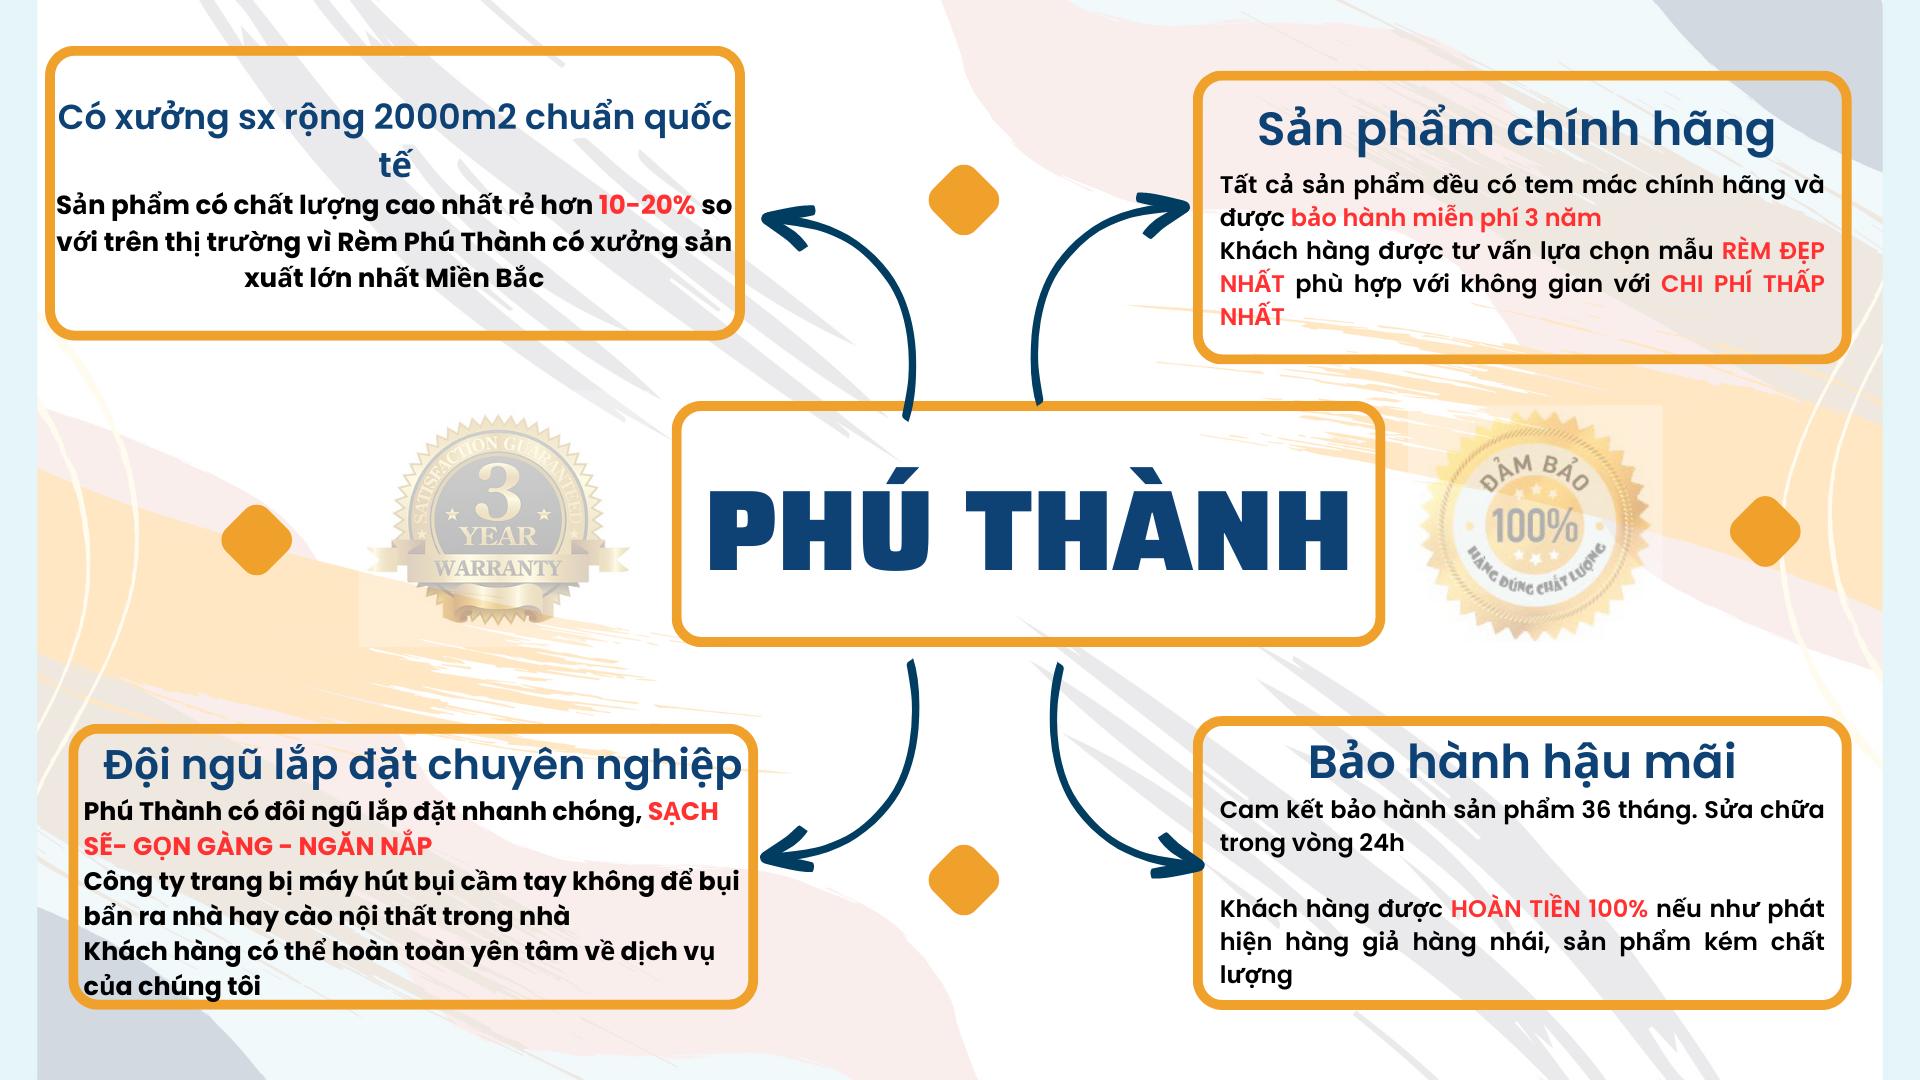 Có xưởng sx rộng 2000m2 chuẩn quốc
tế
Sản phẩm có chất lượng cao nhất rẻ hơn 10-20% so
với trên thị trường vì Rèm Phú Thành có xưởng sản
xuất lớn nhất Miền Bắc
Sản phẩm chính hãng
Tất cả sản phẩm đều có tem mác chính hãng và
được bảo hành miễn phí 3 năm
Khách hàng được tư vấn lựa chọn mẫu RÈM ĐẸP
NHẤT phù hợp với không gian với CHI PHÍ THẤP
NHẤT
SATISFACTION GUARANTEED
3
YEAR
WARRANTY
PHÚ THÀNH
ĐẢM BẢO
100%
HÀNG ĐÚNG CHẤT LƯỢNG
Đội ngũ lắp đặt chuyên nghiệp
Phú Thành có đôi ngũ lắp đặt nhanh chóng, SẠCH
SẼ- GỌN GÀNG - NGĂN NẮP
Công ty trang bị máy hút bụi cầm tay không để bụi
bẩn ra nhà hay cào nội thất trong nhà
Khách hàng có thể hoàn toàn yên tâm về dịch vụ
của chúng tôi
Bảo hành hậu mãi
Cam kết bảo hành sản phẩm 36 tháng. Sửa chữa
trong vòng 24h
Khách hàng được HOÀN TIỀN 100% nếu như phát
hiện hàng giả hàng nhái, sản phẩm kém chất
lượng